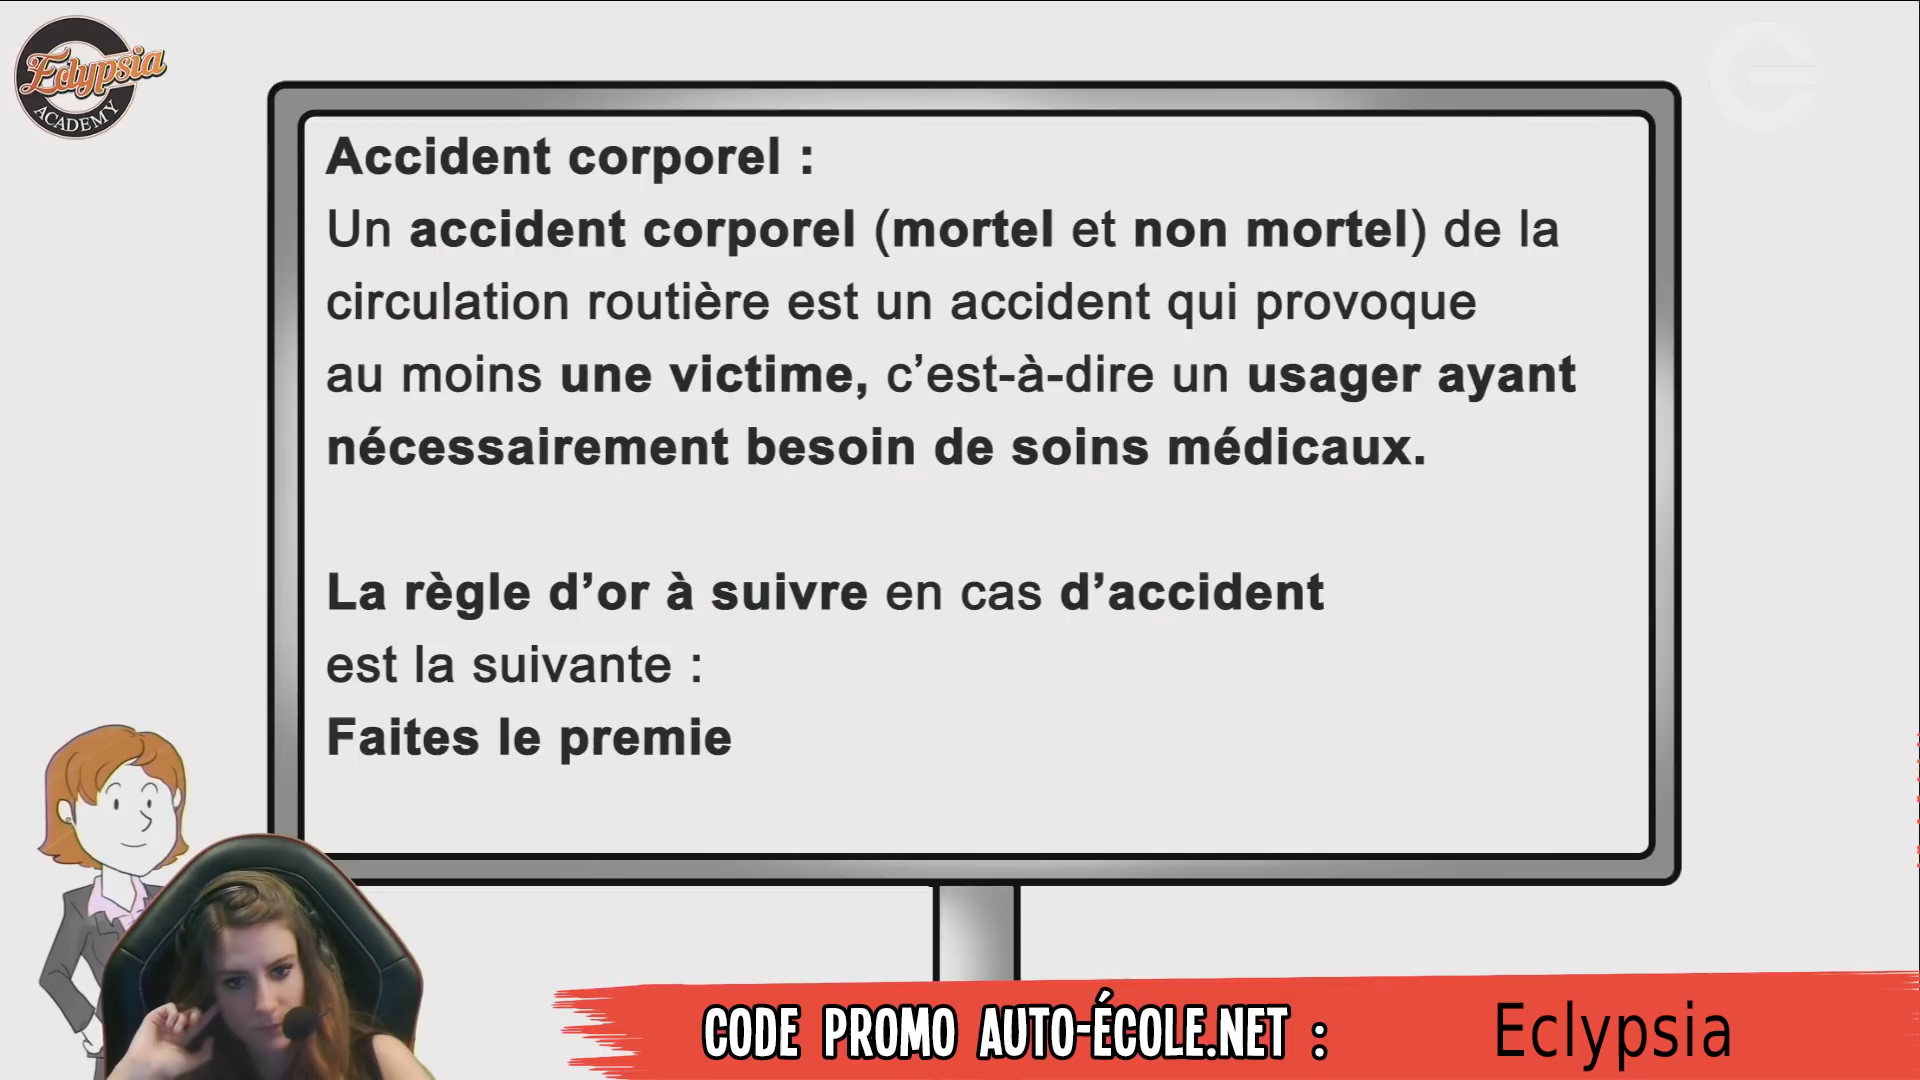 Eclypsia
ACADEMY
Accident corporel :
Un accident corporel (mortel et non mortel) de la
circulation routière est un accident qui provoque
au moins une victime, c’est-à-dire un usager ayant
nécessairement besoin de soins médicaux.
La règle d’or à suivre en cas d’accident
est la suivante :
Faites le premie
CODE PROMO AUTO-ÉCOLE.NET :
Eclypsia